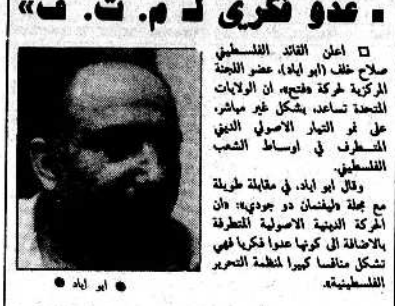 ■ عدو فكري لـ م. ت. ف»
□ اعلن القائد الفلسطيني
صلاح خلف (ابو اياد)، عضو اللجنة
المركزية لحركة «فتح»، ان الولايات
المتحدة تساعد، بشكل غير مباشر،
على نمو التيار الاصولي الديني
المتطرف في اوساط الشعب
الفلسطيني.
وقال ابو اياد، في مقابلة طويلة
مع مجلة «ليفنمان دو جودي»: «ان
الحركة الدينية الاصولية المتطرفة
بالاضافة الى كونها عدوا فكريا فهي
تشكل منافسا كبيرا لمنظمة التحرير
الفلسطينية».
● ابو اياد ●